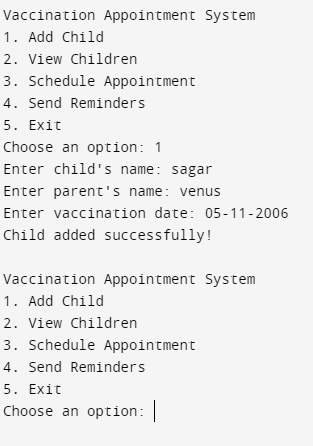 Vaccination Appointment System
1. Add Child
2. View Children
3. Schedule Appointment
4. Send Reminders
5. Exit
Choose an option: 1
Enter child's name: sagar
Enter parent's name: venus
Enter vaccination date: 05-11-2006
Child added successfully!
Vaccination Appointment System
1. Add Child
2. View Children
3. Schedule Appointment
4. Send Reminders
5. Exit
Choose an option: